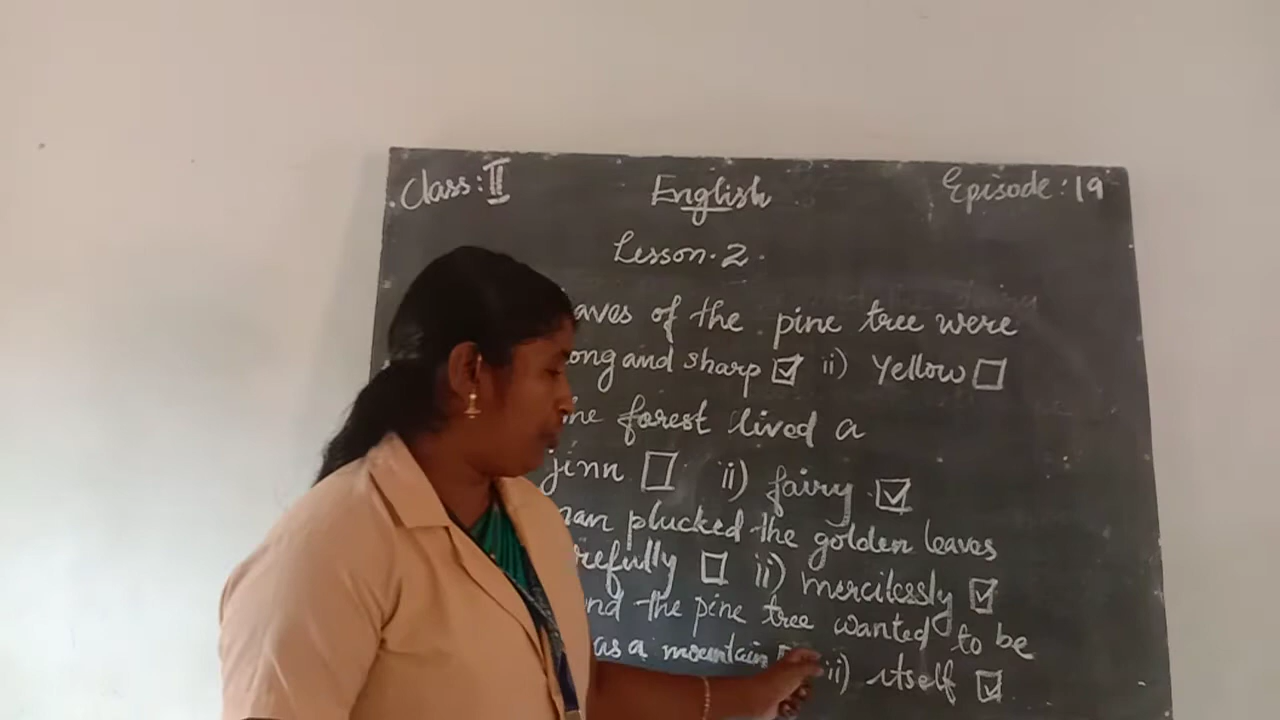 Class: II English Episode: 19
Lesson. 2.
aves of the pine tree were
ong and sharp ☑ ii) Yellow ☐
he forest lived a
jinn ☐ ii) fairy ☑
man plucked the golden leaves
refully ☐ ii) mercilessly ☑
nd the pine tree wanted to be
as a mountain ii) itself ☑